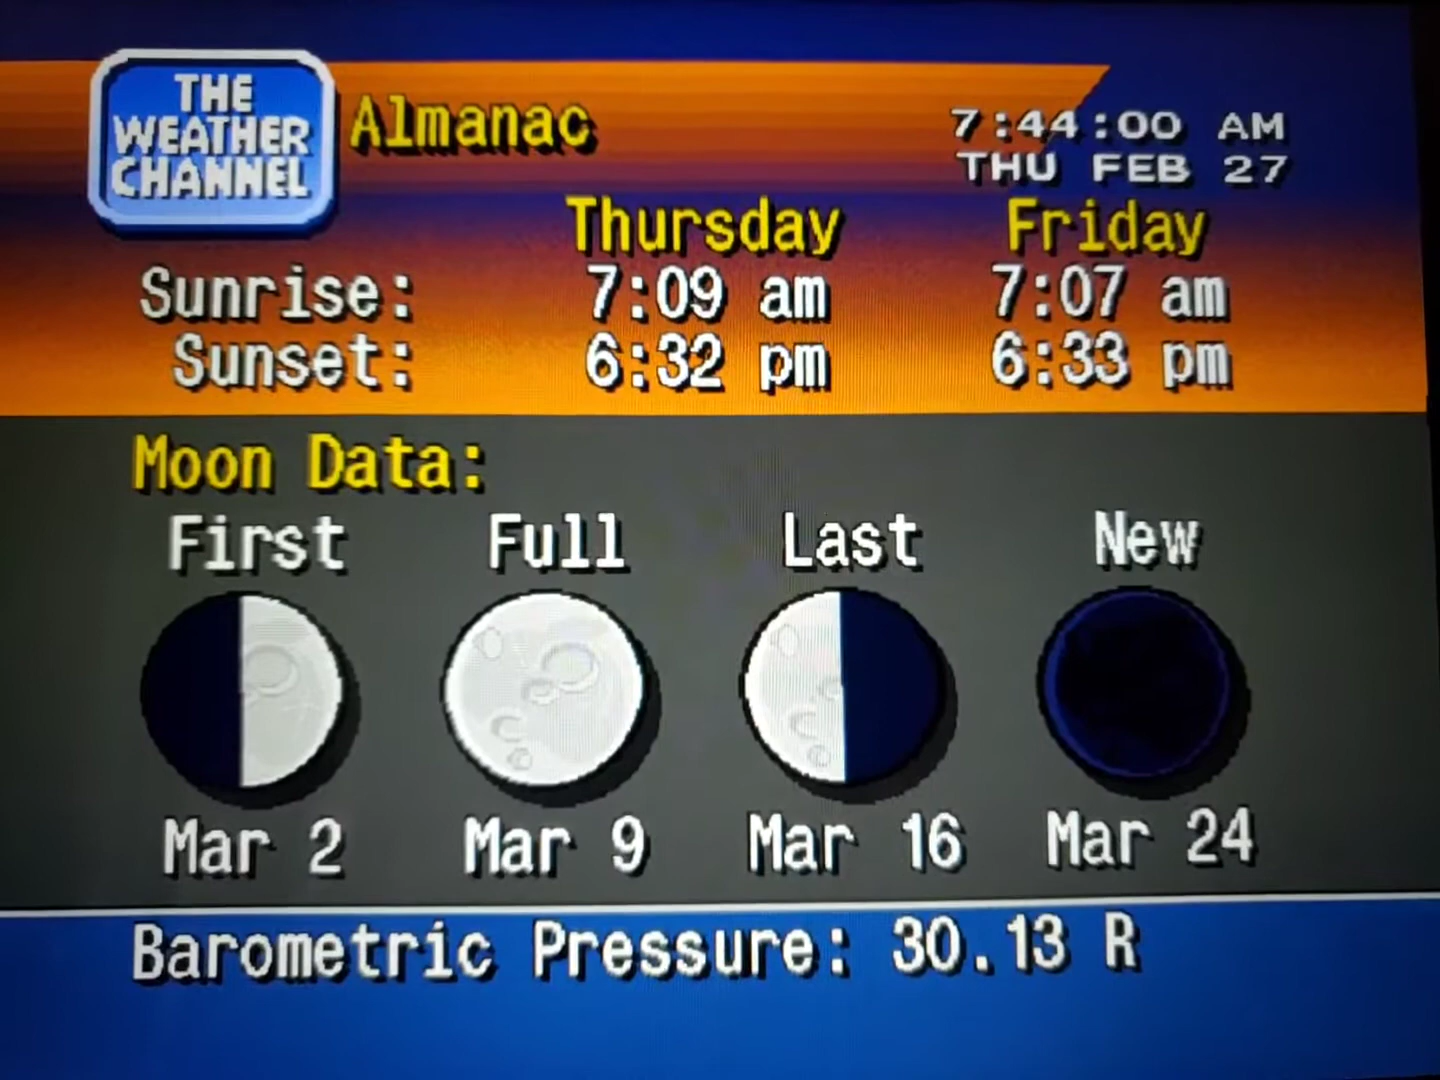 THE
WEATHER
CHANNEL
Almanac
7:44:00 AM
THU FEB 27
Thursday Friday
Sunrise: 7:09 am 7:07 am
Sunset: 6:32 pm 6:33 pm
Moon Data:
First Full Last New
Mar 2 Mar 9 Mar 16 Mar 24
Barometric Pressure: 30.13 R